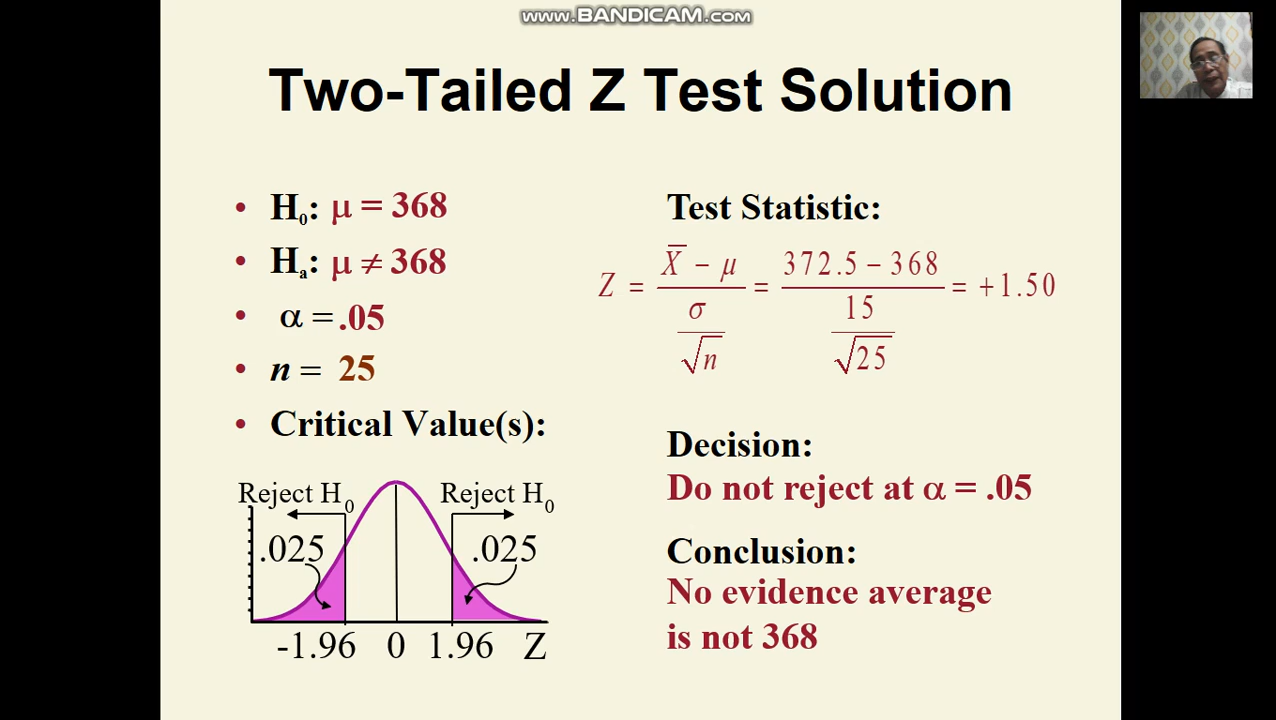 www.BANDICAM.com
Two-Tailed Z Test Solution
• H₀: μ = 368
• Hₐ: μ ≠ 368
• α = .05
• n = 25
• Critical Value(s):
Reject H₀ Reject H₀
.025 .025
-1.96 0 1.96 Z
Test Statistic:
Z = (X̅ − μ) / (σ / √n) = (372.5 − 368) / (15 / √25) = +1.50
Decision:
Do not reject at α = .05
Conclusion:
No evidence average
is not 368